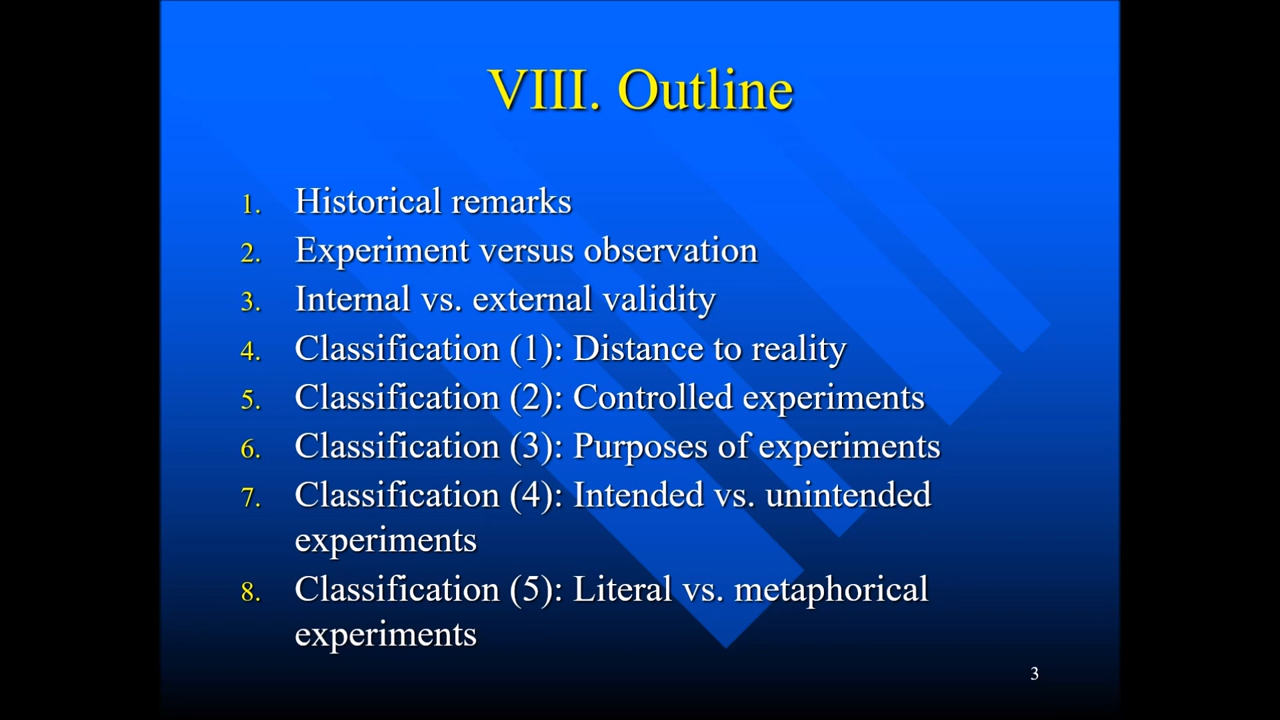 VIII. Outline
1. Historical remarks
2. Experiment versus observation
3. Internal vs. external validity
4. Classification (1): Distance to reality
5. Classification (2): Controlled experiments
6. Classification (3): Purposes of experiments
7. Classification (4): Intended vs. unintended
experiments
8. Classification (5): Literal vs. metaphorical
experiments
3